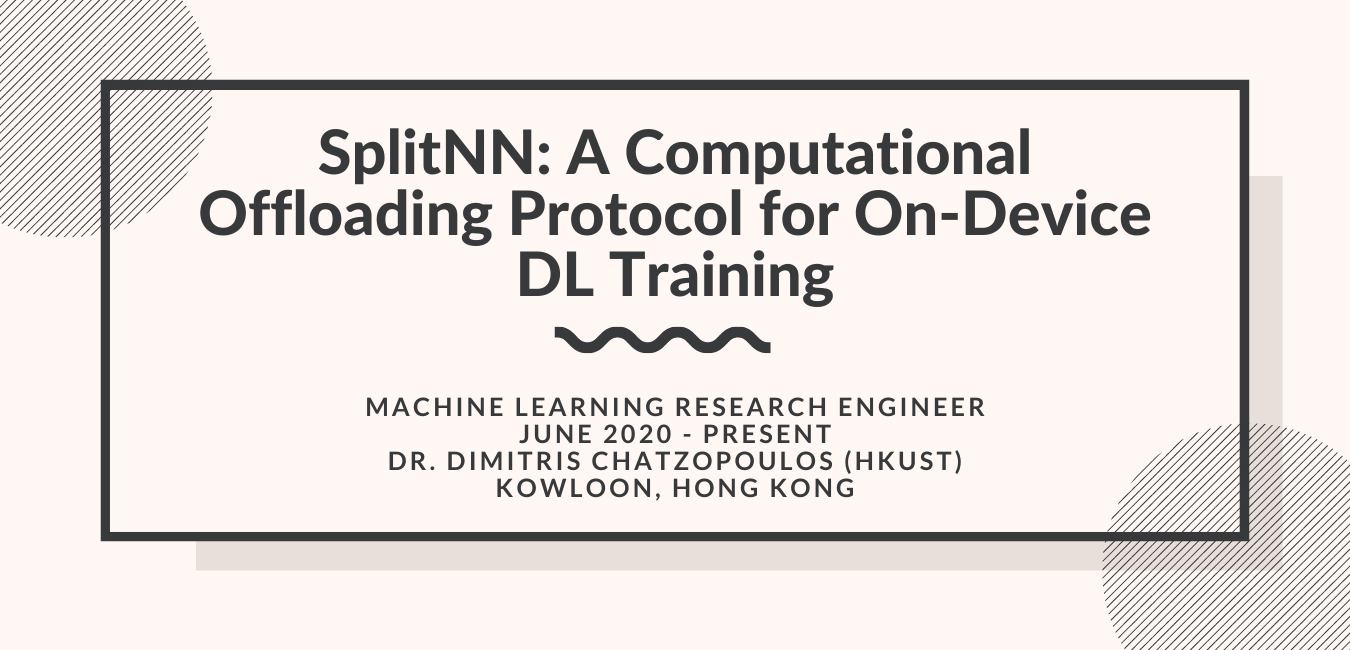 SplitNN: A Computational
Offloading Protocol for On-Device
DL Training
MACHINE LEARNING RESEARCH ENGINEER
JUNE 2020 - PRESENT
DR. DIMITRIS CHATZOPOULOS (HKUST)
KOWLOON, HONG KONG